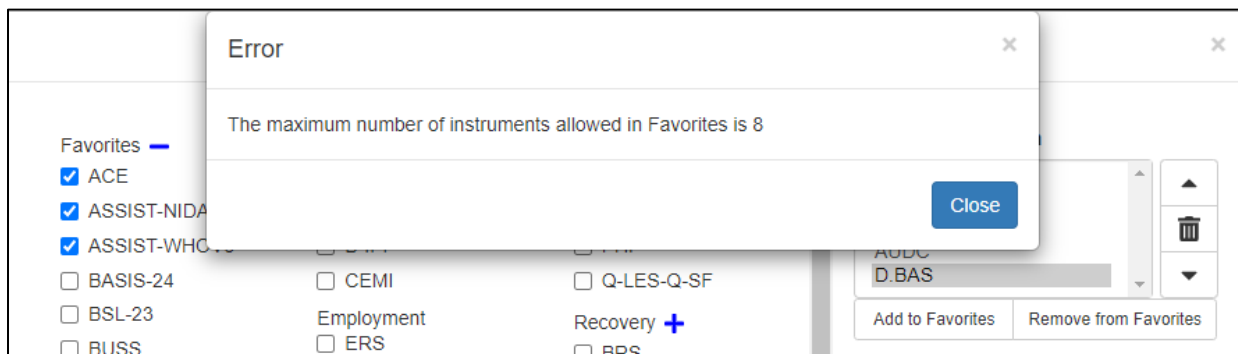 Error ×
×
The maximum number of instruments allowed in Favorites is 8
Close
Favorites
ACE
ASSIST-NIDA
BASIS-24
BSL-23
BUSS
CEMI
Employment
ERS
Q-LES-Q-SF
Recovery
BRS
AUDC
D.BAS
Add to Favorites
Remove from Favorites